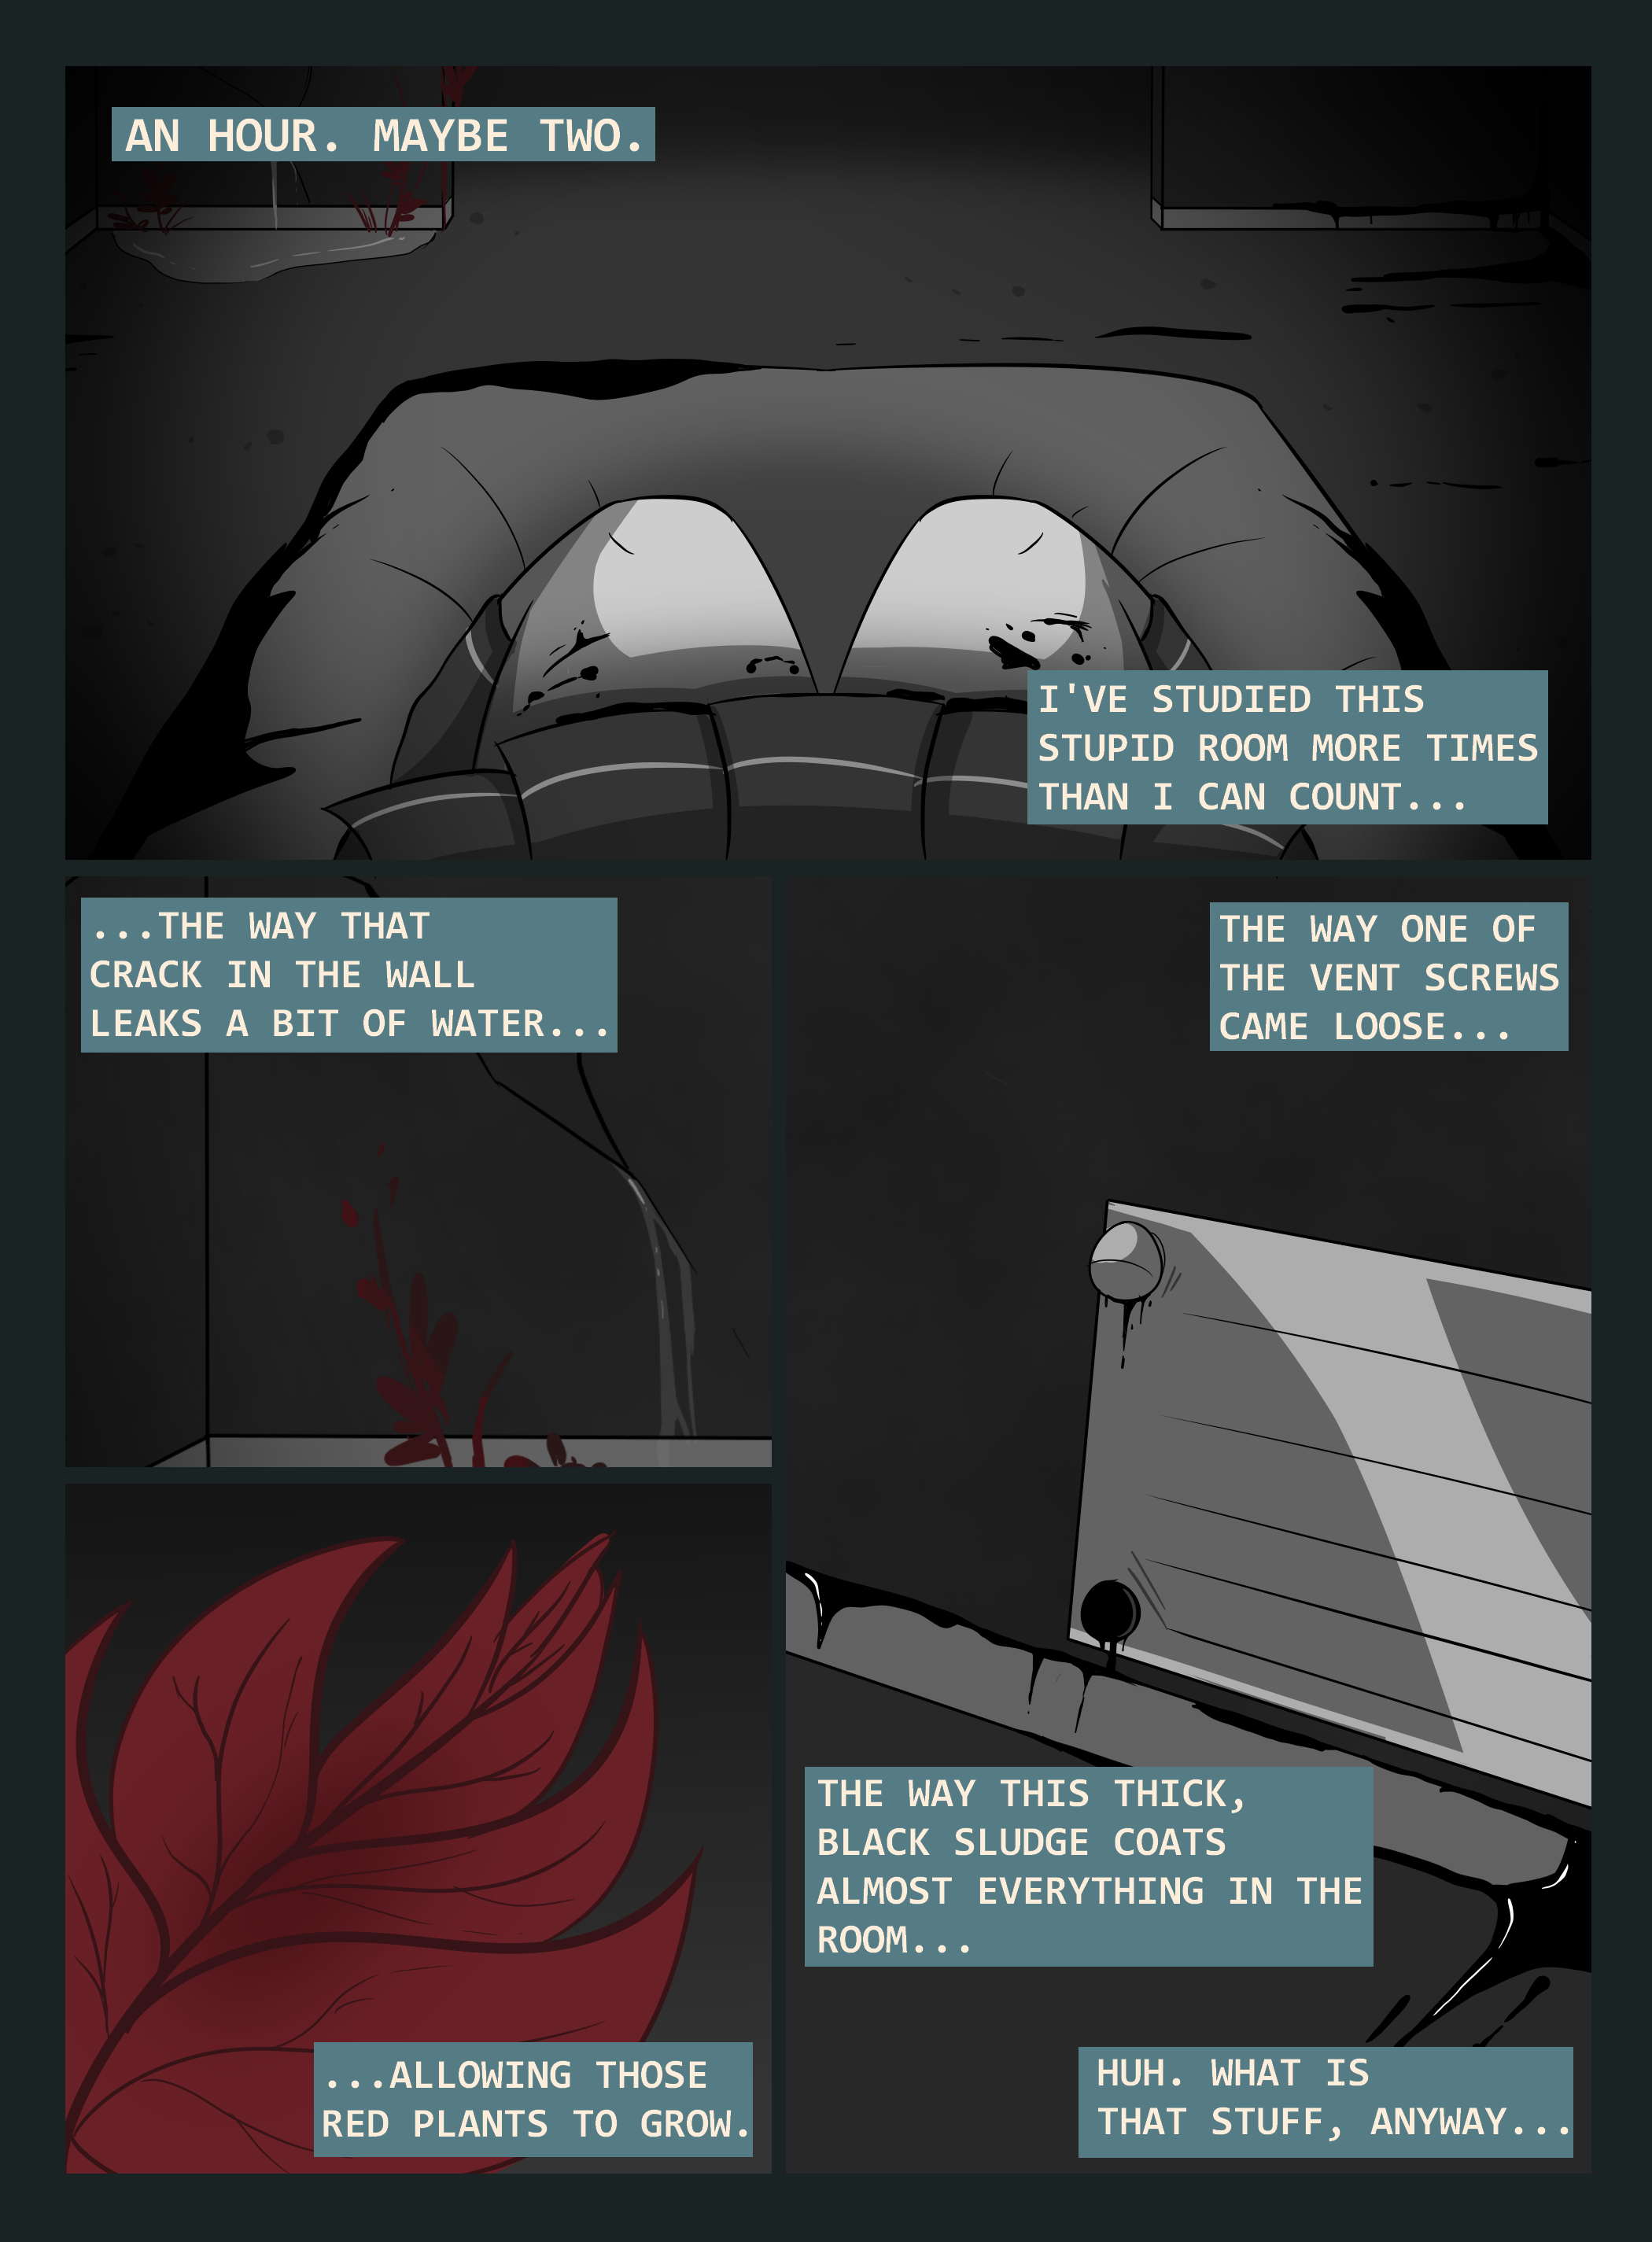 AN HOUR. MAYBE TWO.
I'VE STUDIED THIS
STUPID ROOM MORE TIMES
THAN I CAN COUNT...
...THE WAY THAT
CRACK IN THE WALL
LEAKS A BIT OF WATER...
...ALLOWING THOSE
RED PLANTS TO GROW.
THE WAY ONE OF
THE VENT SCREWS
CAME LOOSE...
THE WAY THIS THICK,
BLACK SLUDGE COATS
ALMOST EVERYTHING IN THE
ROOM...
HUH. WHAT IS
THAT STUFF, ANYWAY...